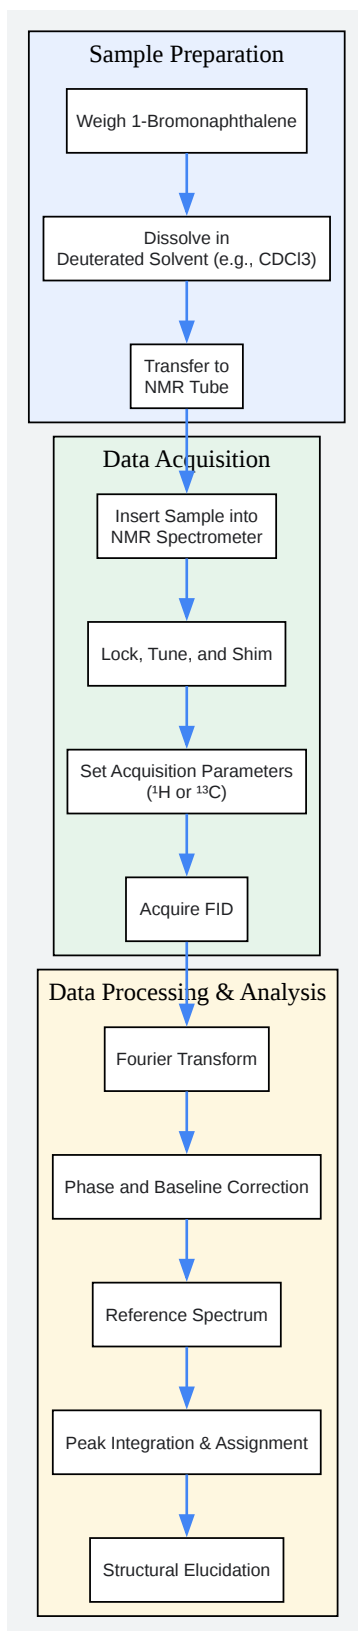 Sample Preparation
Weigh 1-Bromonaphthalene
Dissolve in
Deuterated Solvent (e.g., CDCl3)
Transfer to
NMR Tube
Data Acquisition
Insert Sample into
NMR Spectrometer
Lock, Tune, and Shim
Set Acquisition Parameters
(¹H or ¹³C)
Acquire FID
Data Processing & Analysis
Fourier Transform
Phase and Baseline Correction
Reference Spectrum
Peak Integration & Assignment
Structural Elucidation